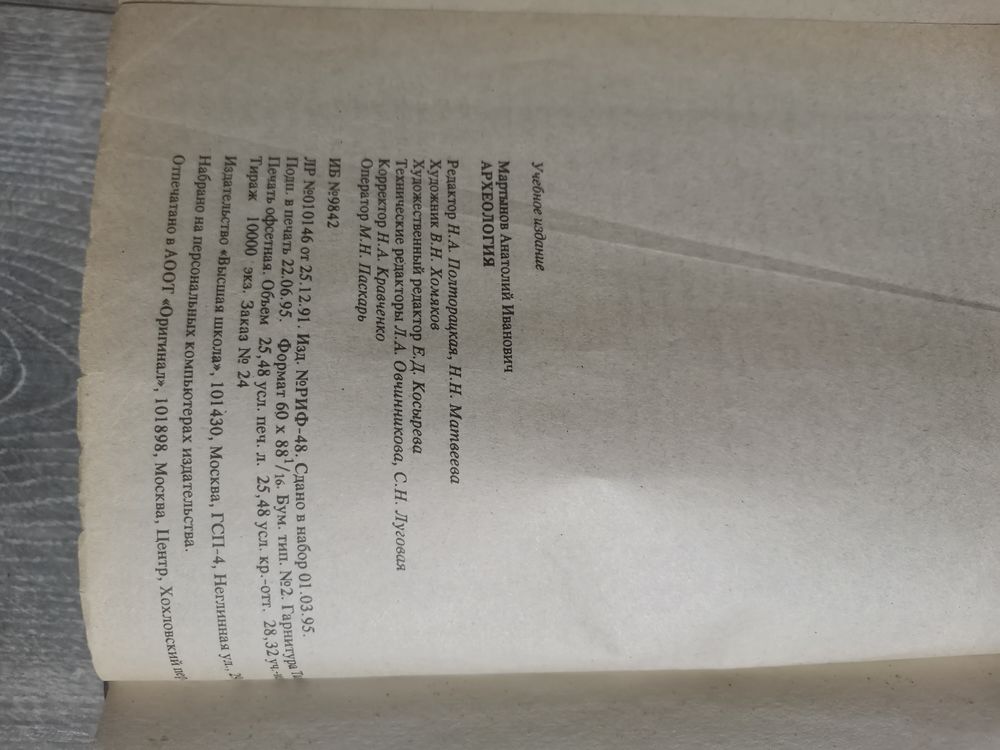 Учебное издание
Мартынов Анатолий Иванович
АРХЕОЛОГИЯ
Редактор Н.А. Полторацкая, Н.Н. Матвеева
Художник В.Н. Хомяков
Художественный редактор Е.Д. Косырева
Технические редакторы Л.А. Овчинникова, С.Н. Луговая
Корректор Н.А. Кравченко
Оператор М.Н. Паскарь
ИБ №9842
ЛР №010146 от 25.12.91. Изд. №РИФ-48. Сдано в набор 01.03.95.
Подп. в печать 22.06.95. Формат 60 x 88 1/16. Бум. тип. №2. Гарнитура
Печать офсетная. Объем 25,48 усл. печ. л. 25,48 усл. кр.-отт. 28,32
Тираж 10000 экз. Заказ № 24
Издательство «Высшая школа», 101430, Москва, ГСП-4, Неглинная ул.,
Набрано на персональных компьютерах издательства.
Отпечатано в АООТ «Оригинал», 101898, Москва, Центр, Хохловский